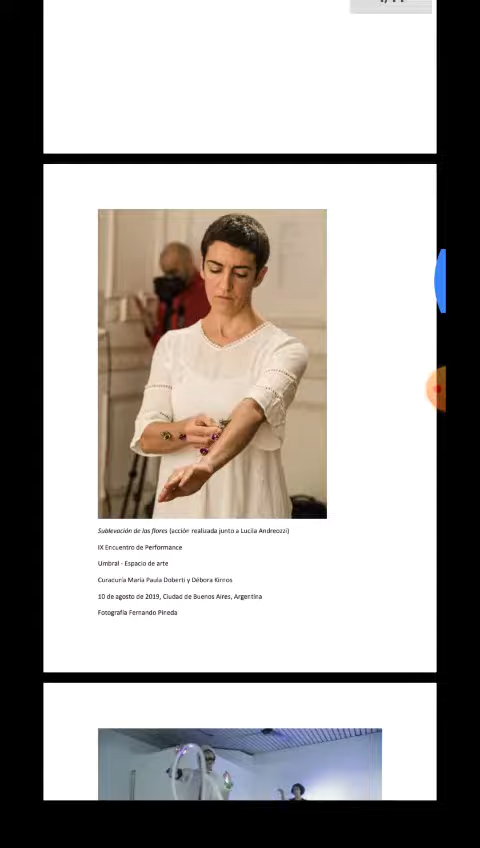 Sublevación de las flores (acción realizada junto a Lucila Andreozzi)
IX Encuentro de Performance
Umbral - Espacio de arte
Curacuría María Paula Doberti y Débora Kirnos
10 de agosto de 2019, Ciudad de Buenos Aires, Argentina
Fotografía Fernando Pineda